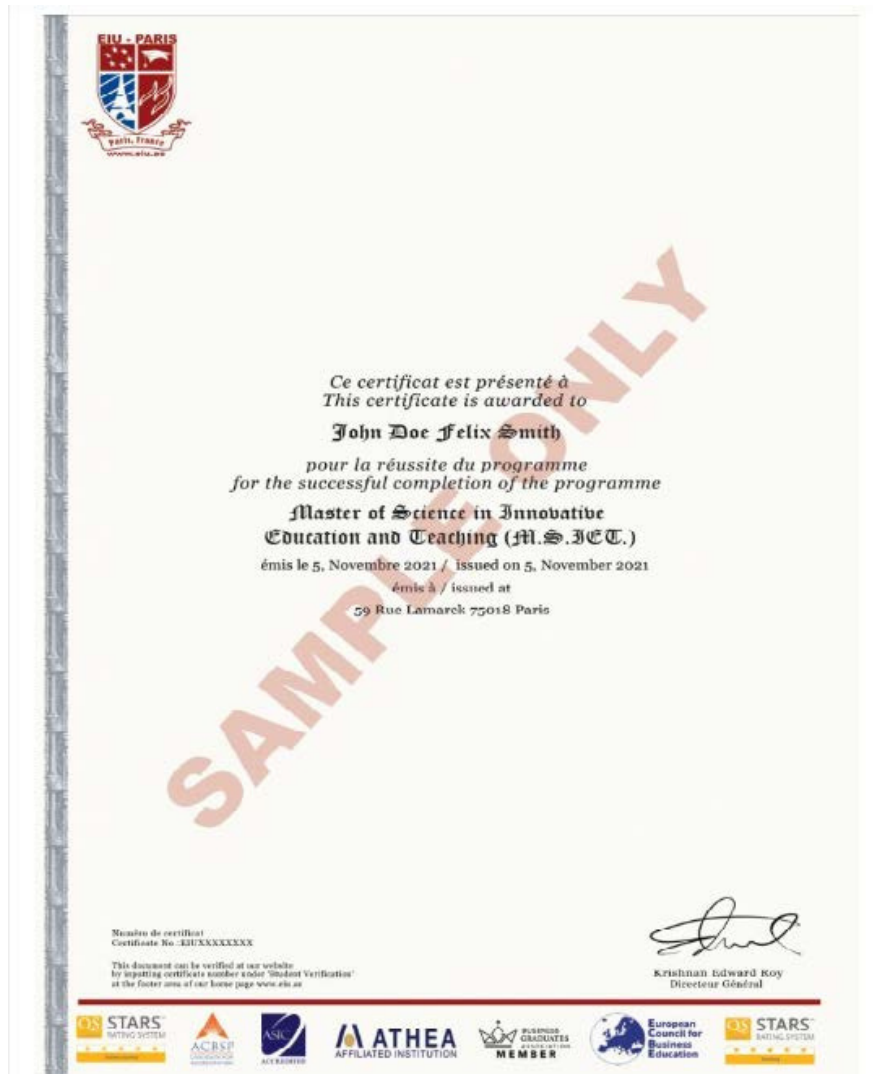 EIU - PARIS
Paris, France
www.eiu.ac
SAMPLE ONLY
Ce certificat est présenté à
This certificate is awarded to
John Doe Felix Smith
pour la réussite du programme
for the successful completion of the programme
Master of Science in Innovative
Education and Teaching (M.S.IET.)
émis le 5, Novembre 2021 / issued on 5, November 2021
émis à / issued at
59 Rue Lamarck 75018 Paris
Numéro de certificat
Certificate No.:EIUXXXXXXXX
This document can be verified at our website
by inputting certificate number under 'Student Verification'
at the footer area of our home page www.eiu.ac
Krishnan Edward Roy
Directeur Général
QS STARS
RATING SYSTEM
ACBSP
ASIC
ACCREDITED
ATHEA
AFFILIATED INSTITUTION
BUSINESS
GRADUATES
ASSOCIATION
MEMBER
European
Council for
Business
Education
QS STARS
RATING SYSTEM